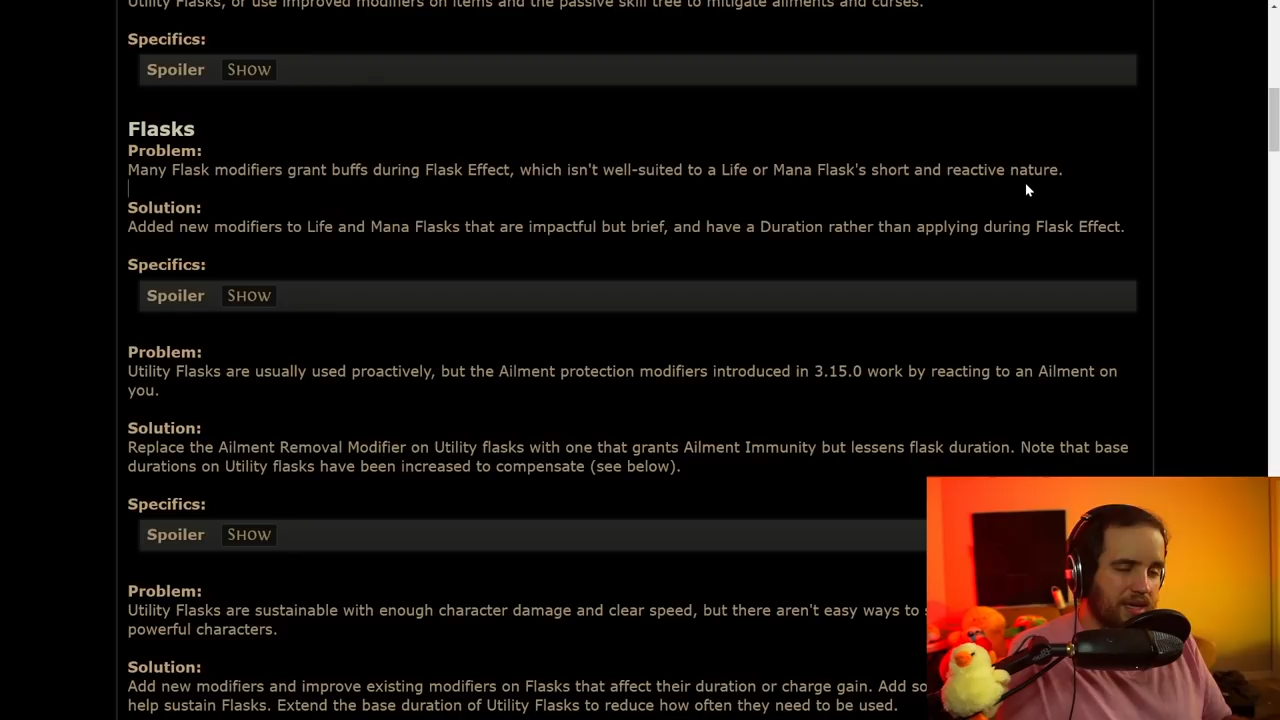 Utility Flasks, or use improved modifiers on items and the passive skill tree to mitigate ailments and curses.
Specifics:
Spoiler SHOW
Flasks
Problem:
Many Flask modifiers grant buffs during Flask Effect, which isn't well-suited to a Life or Mana Flask's short and reactive nature.
Solution:
Added new modifiers to Life and Mana Flasks that are impactful but brief, and have a Duration rather than applying during Flask Effect.
Specifics:
Spoiler SHOW
Problem:
Utility Flasks are usually used proactively, but the Ailment protection modifiers introduced in 3.15.0 work by reacting to an Ailment on
you.
Solution:
Replace the Ailment Removal Modifier on Utility flasks with one that grants Ailment Immunity but lessens flask duration. Note that base
durations on Utility flasks have been increased to compensate (see below).
Specifics:
Spoiler SHOW
Problem:
Utility Flasks are sustainable with enough character damage and clear speed, but there aren't easy ways to
powerful characters.
Solution:
Add new modifiers and improve existing modifiers on Flasks that affect their duration or charge gain. Add
help sustain Flasks. Extend the base duration of Utility Flasks to reduce how often they need to be used.